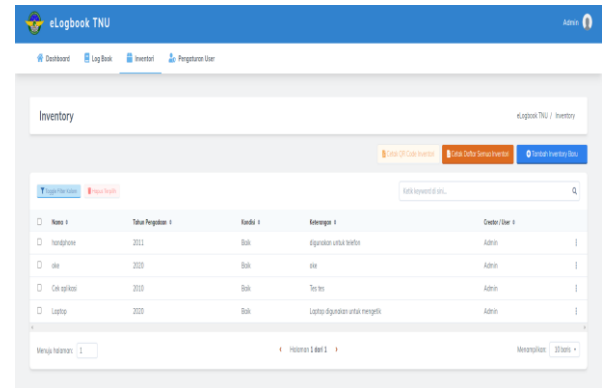 eLogbook TNU
Admin
Dashboard Log Book Inventori Pengaturan User
Inventory
eLogbook TNU / Inventory
Cetak QR Code Inventori Cetak Daftar Semua Inventori Tambah Inventory Baru
Toggle Filter Kolom Hapus Terpilih
Ketik keyword di sini...
Nama Tahun Pengadaan Kondisi Keterangan Creator / User
handphone 2011 Baik digunakan untuk telefon Admin
oke 2020 Baik oke Admin
Cek aplikasi 2010 Baik Tes tes Admin
Laptop 2020 Baik Laptop digunakan untuk mengetik Admin
Menuju halaman: 1
Halaman 1 dari 1
Menampilkan: 10 baris